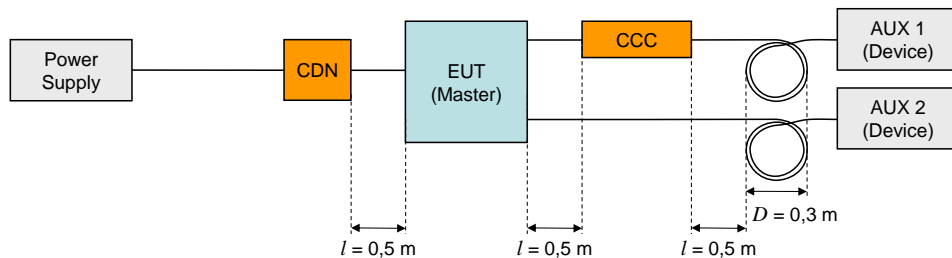 Power
Supply
CDN
EUT
(Master)
CCC
AUX 1
(Device)
AUX 2
(Device)
D = 0,3 m
l = 0,5 m
l = 0,5 m
l = 0,5 m